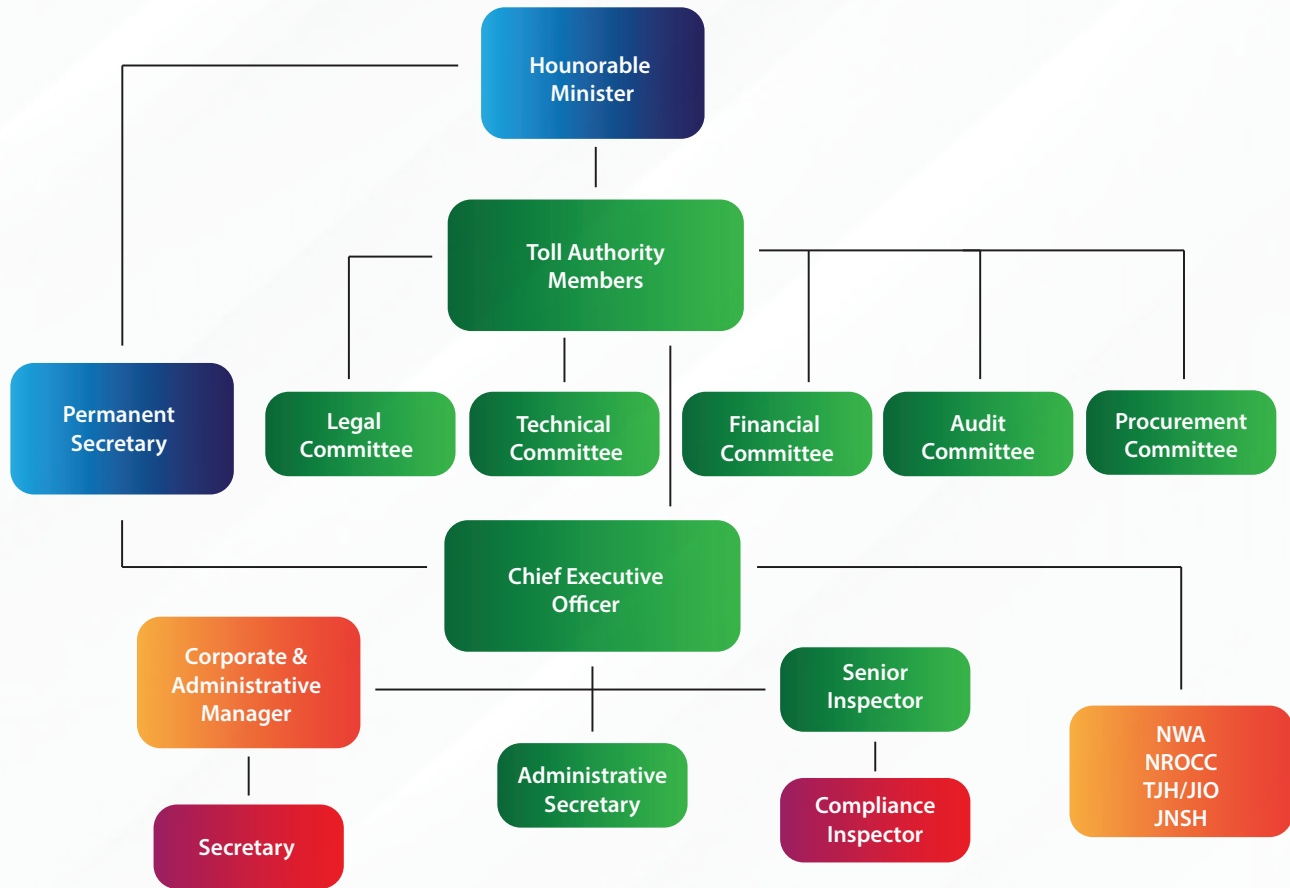 Hounorable
Minister
Toll Authority
Members
Permanent
Secretary
Legal
Committee
Technical
Committee
Financial
Committee
Audit
Committee
Procurement
Committee
Chief Executive
Officer
Corporate &
Administrative
Manager
Senior
Inspector
Administrative
Secretary
NWA
NROCC
TJH/JIO
JNSH
Secretary
Compliance
Inspector